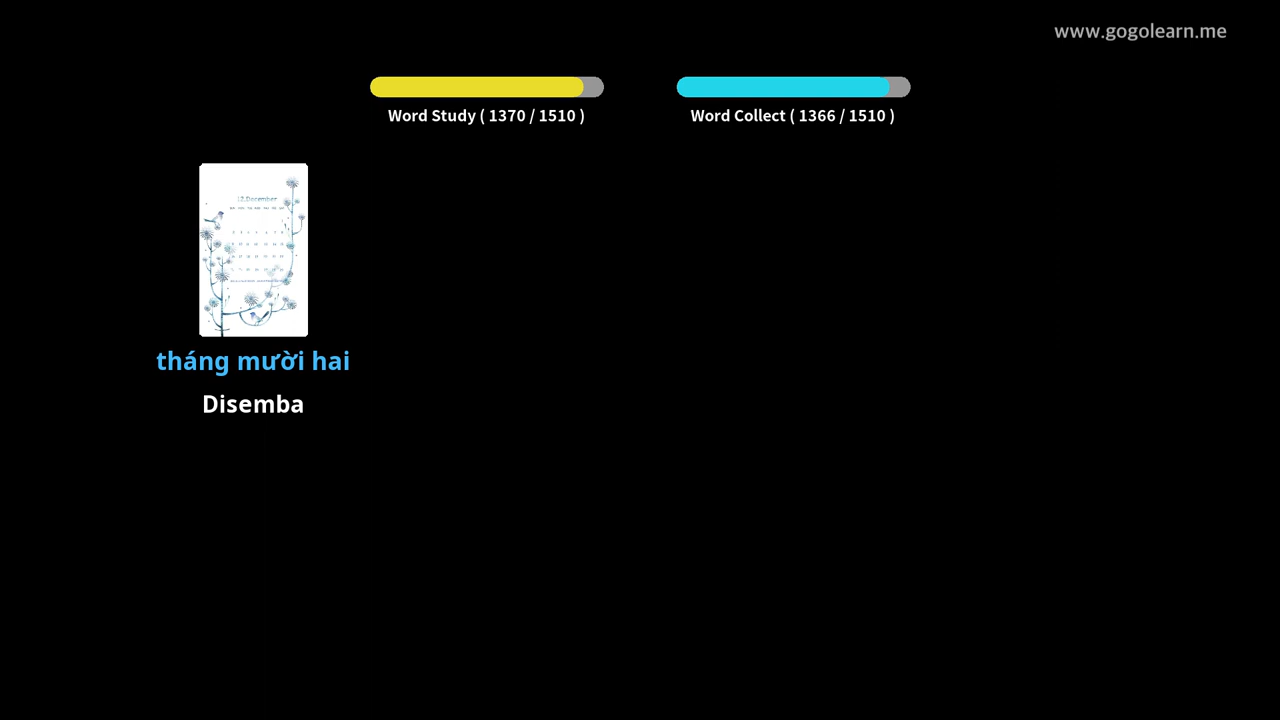 www.gogolearn.me
Word Study ( 1370 / 1510 )
Word Collect ( 1366 / 1510 )
12.December
tháng mười hai
Disemba